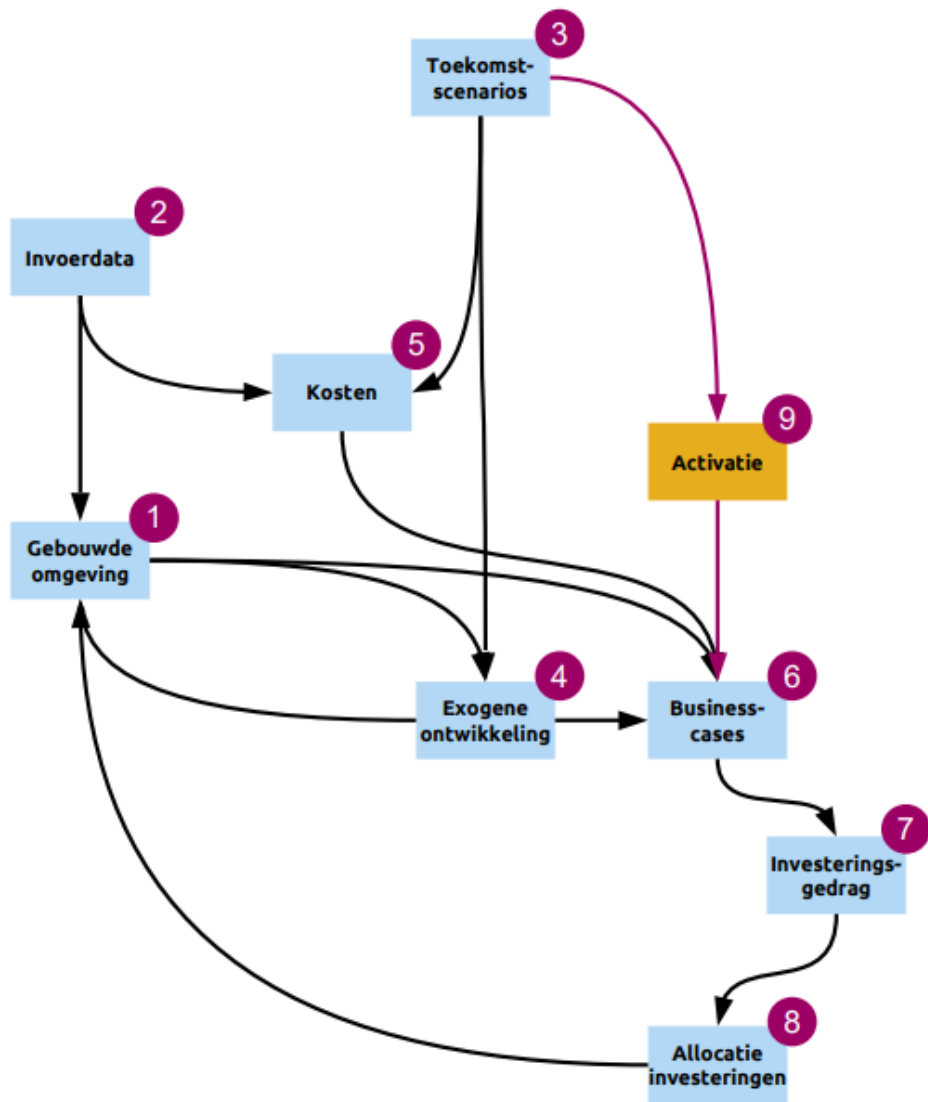 3
Toekomst-
scenarios
2
Invoerdata
5
Kosten
9
Activatie
1
Gebouwde
omgeving
4
Exogene
ontwikkeling
6
Business-
cases
7
Investerings-
gedrag
8
Allocatie
investeringen